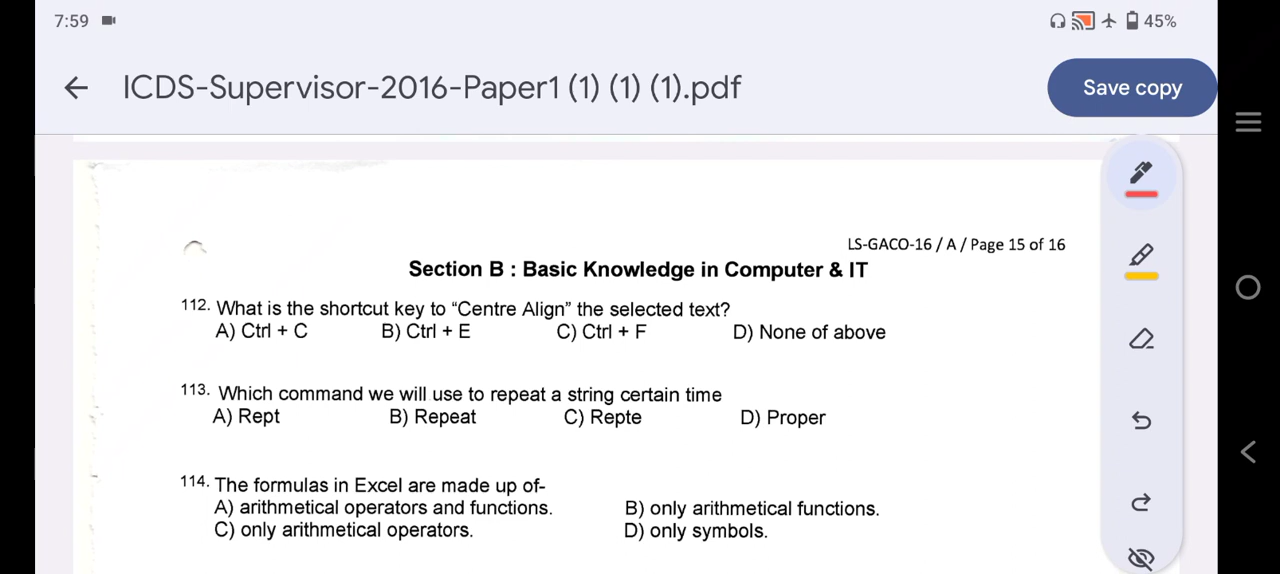 7:59
45%
ICDS-Supervisor-2016-Paper1 (1) (1) (1).pdf
Save copy
LS-GACO-16 / A / Page 15 of 16
Section B : Basic Knowledge in Computer & IT
112. What is the shortcut key to “Centre Align” the selected text?
A) Ctrl + C B) Ctrl + E C) Ctrl + F D) None of above
113. Which command we will use to repeat a string certain time
A) Rept B) Repeat C) Repte D) Proper
114. The formulas in Excel are made up of-
A) arithmetical operators and functions. B) only arithmetical functions.
C) only arithmetical operators. D) only symbols.